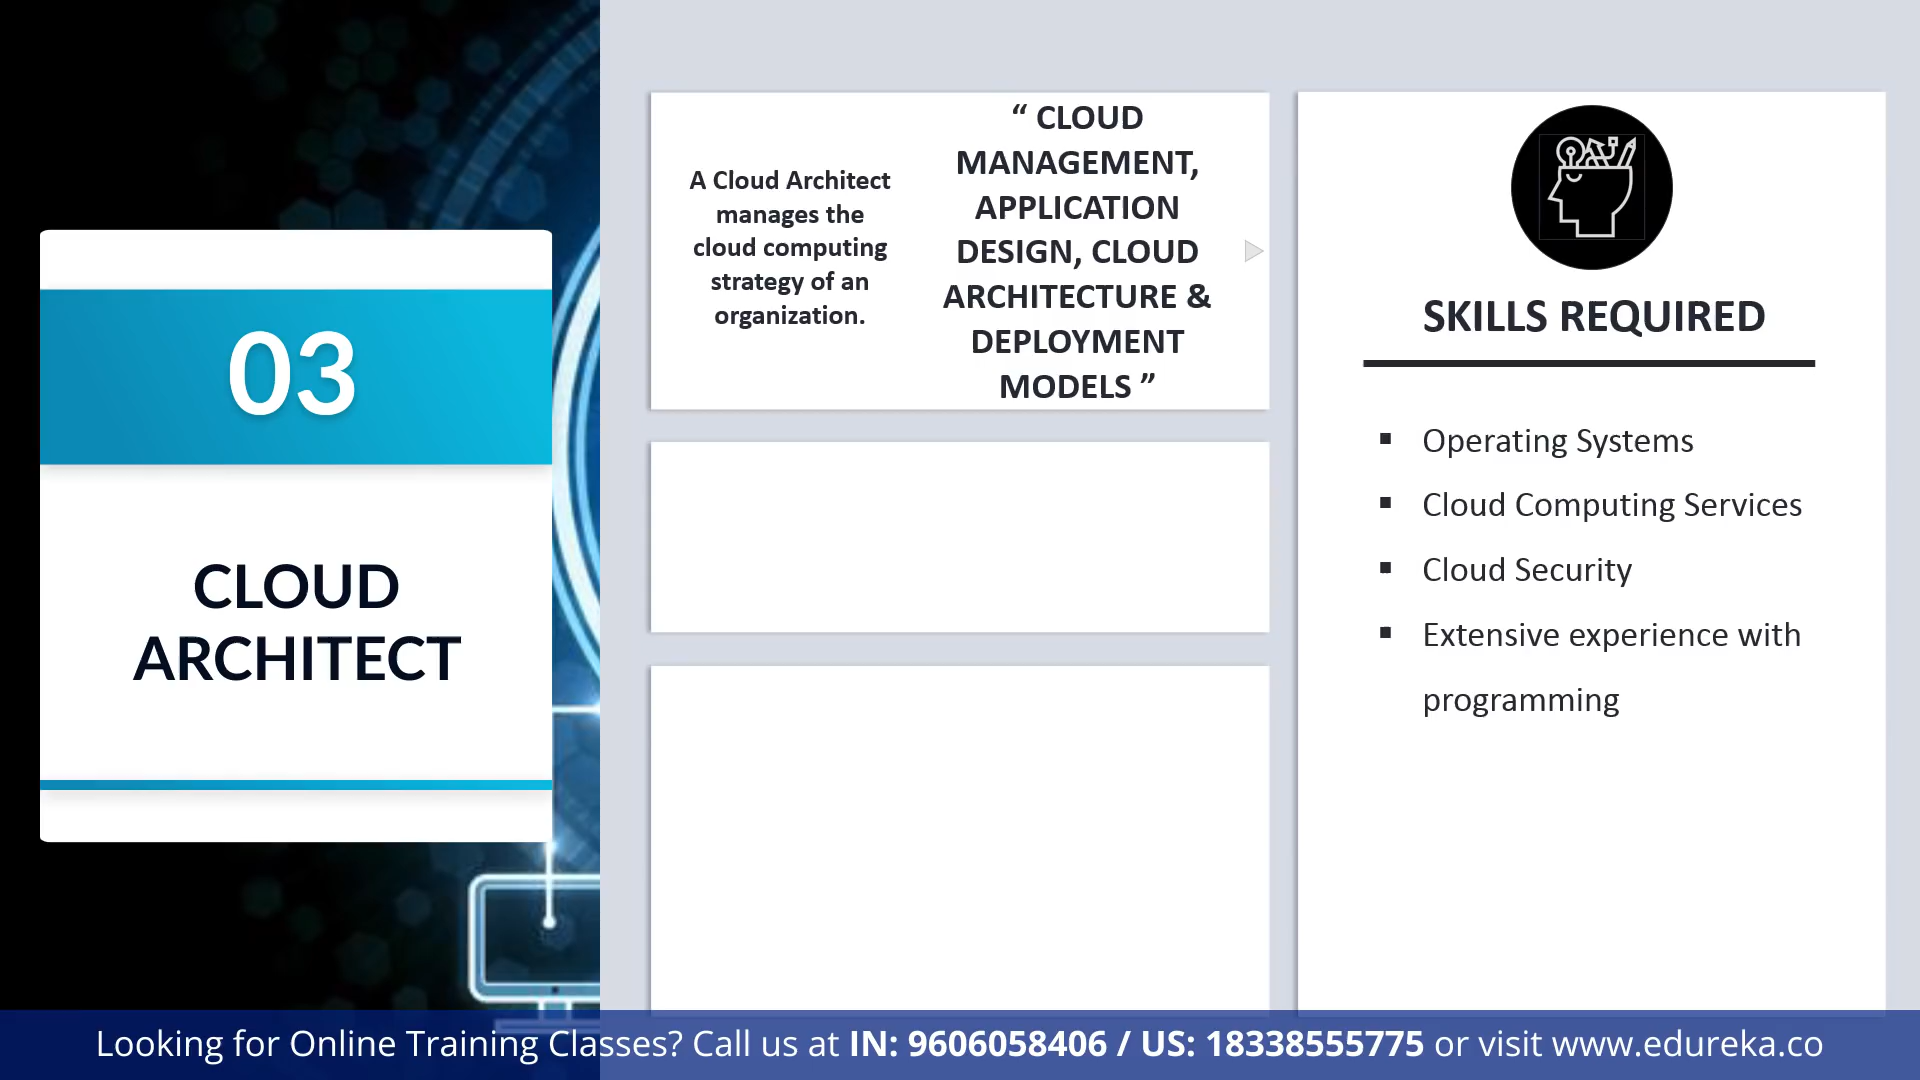 03
CLOUD
ARCHITECT
A Cloud Architect
manages the
cloud computing
strategy of an
organization.
“ CLOUD
MANAGEMENT,
APPLICATION
DESIGN, CLOUD
ARCHITECTURE &
DEPLOYMENT
MODELS ”
SKILLS REQUIRED
▪ Operating Systems
▪ Cloud Computing Services
▪ Cloud Security
▪ Extensive experience with
programming
Looking for Online Training Classes? Call us at IN: 9606058406 / US: 18338555775 or visit www.edureka.co